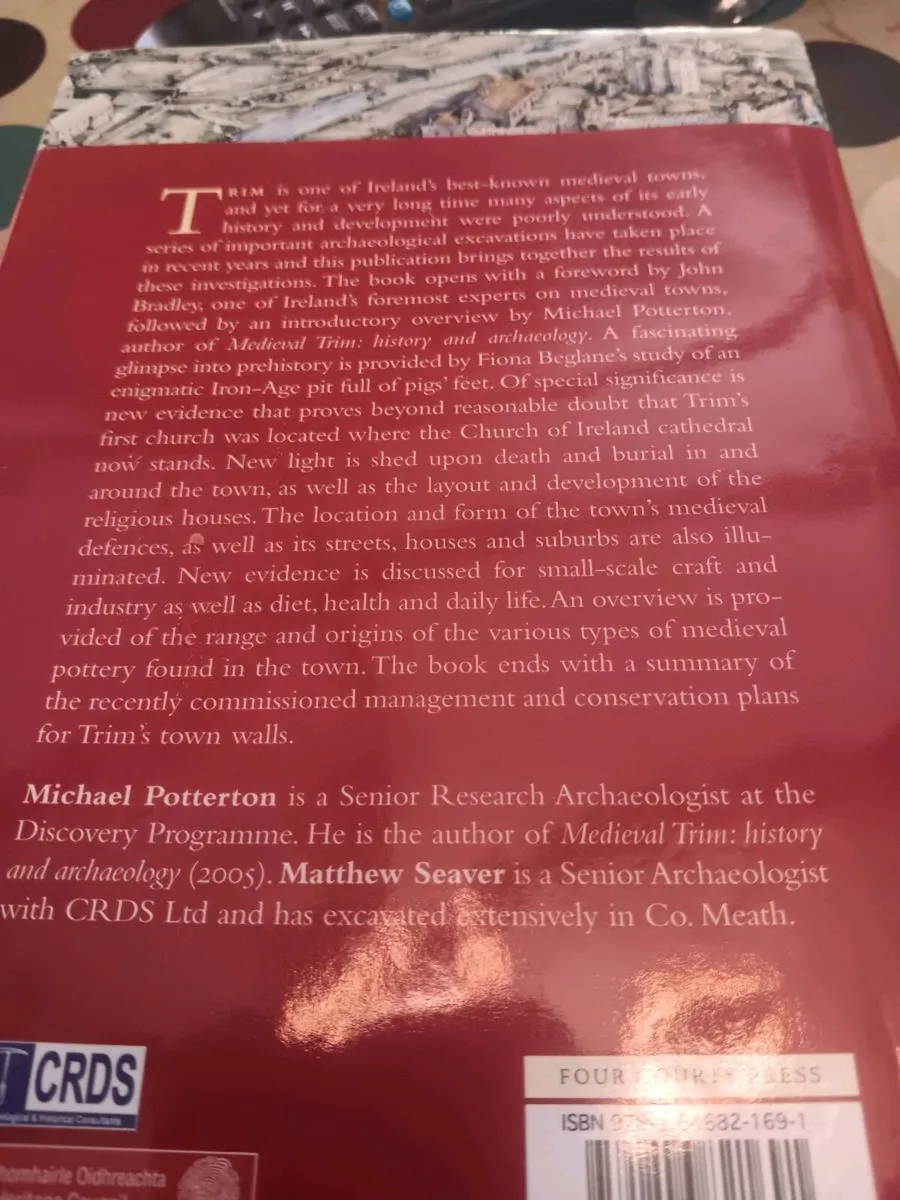 TRIM is one of Ireland's best-known medieval towns,
and yet for a very long time many aspects of its early
history and development were poorly understood. A
series of important archaeological excavations have taken place
in recent years and this publication brings together the results of
these investigations. The book opens with a foreword by John
Bradley, one of Ireland's foremost experts on medieval towns,
followed by an introductory overview by Michael Potterton,
author of Medieval Trim: history and archaeology. A fascinating
glimpse into prehistory is provided by Fiona Beglane's study of an
enigmatic Iron-Age pit full of pigs' feet. Of special significance is
new evidence that proves beyond reasonable doubt that Trim's
first church was located where the Church of Ireland cathedral
now stands. New light is shed upon death and burial in and
around the town, as well as the layout and development of the
religious houses. The location and form of the town's medieval
defences, as well as its streets, houses and suburbs are also illu-
minated. New evidence is discussed for small-scale craft and
industry as well as diet, health and daily life. An overview is pro-
vided of the range and origins of the various types of medieval
pottery found in the town. The book ends with a summary of
the recently commissioned management and conservation plans
for Trim's town walls.
Michael Potterton is a Senior Research Archaeologist at the
Discovery Programme. He is the author of Medieval Trim: history
and archaeology (2005). Matthew Seaver is a Senior Archaeologist
with CRDS Ltd and has excavated extensively in Co. Meath.
CRDS
& Historical Consultants
FOUR COURTS PRESS
ISBN 682-169-1
Oidhreachta